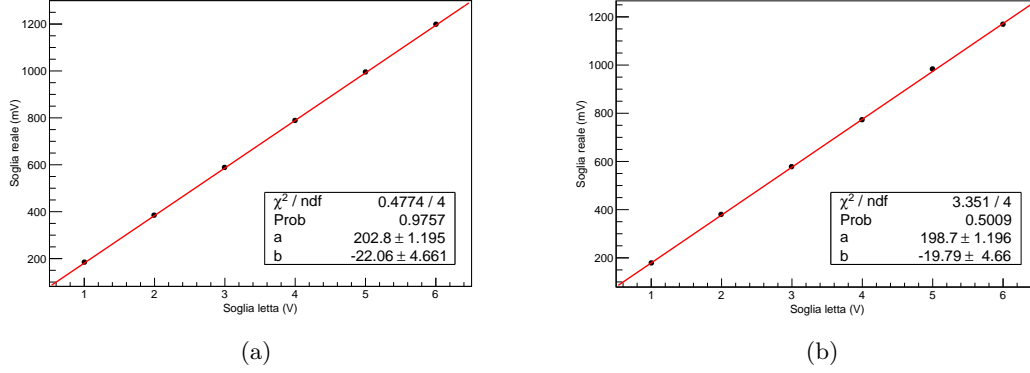 1200
1000
800
600
400
200
Soglia reale (mV)
χ² / ndf 0.4774 / 4
Prob 0.9757
a 202.8 ± 1.195
b -22.06 ± 4.661
1 2 3 4 5 6
Soglia letta (V)
(a)
1200
1000
800
600
400
200
Soglia reale (mV)
χ² / ndf 3.351 / 4
Prob 0.5009
a 198.7 ± 1.196
b -19.79 ± 4.66
1 2 3 4 5 6
Soglia letta (V)
(b)